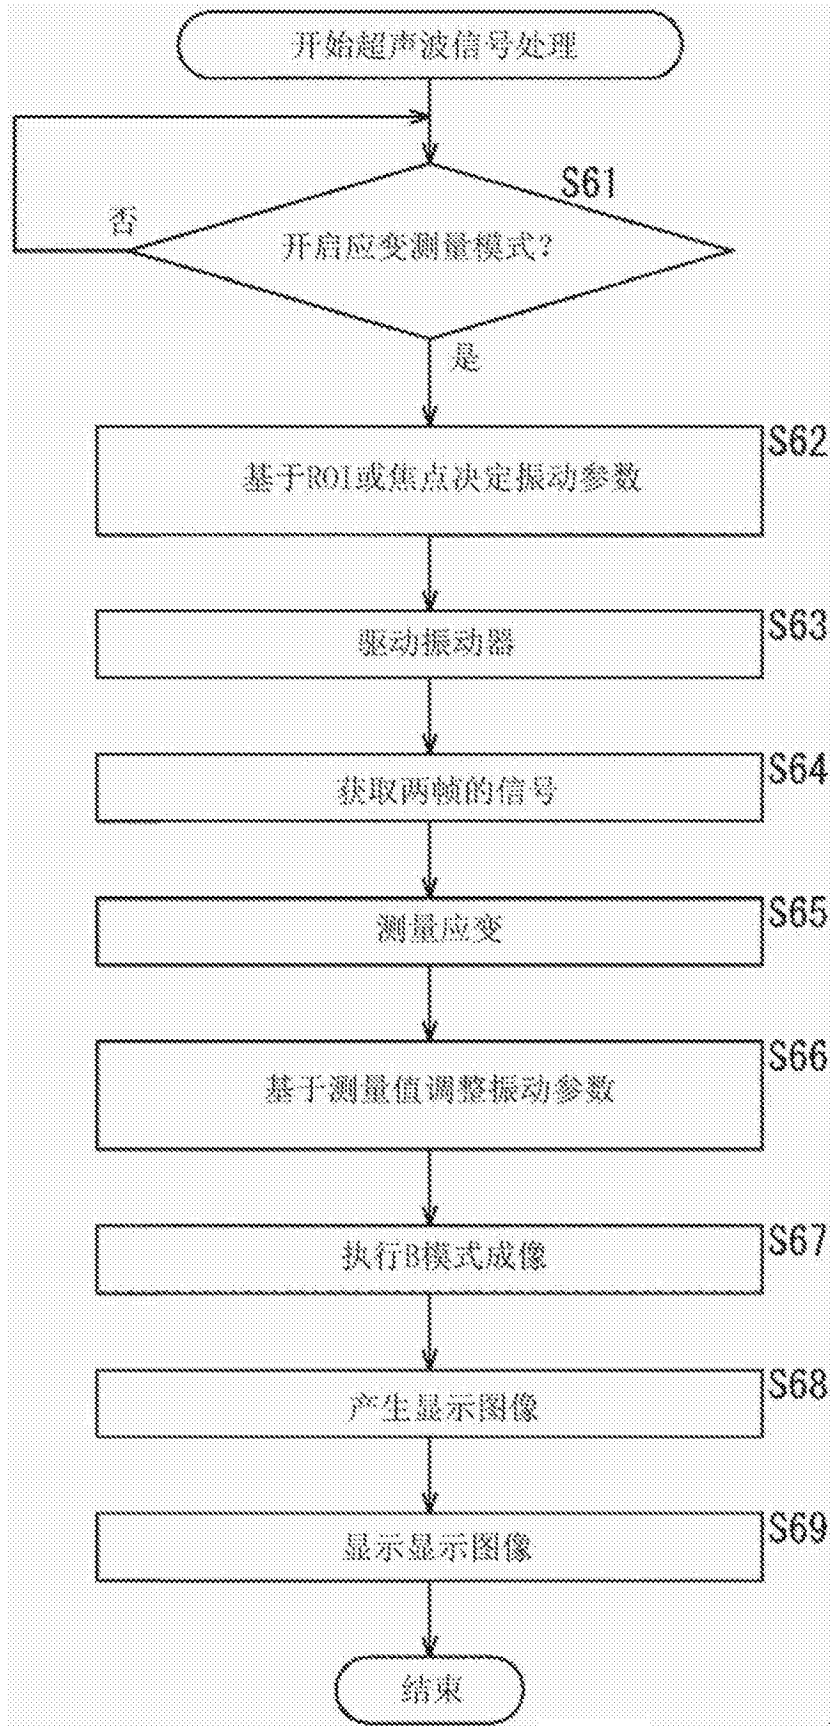 开始超声波信号处理
S61
否
开启应变测量模式?
是
S62
基于ROI或焦点决定振动参数
S63
驱动振动器
S64
获取两帧的信号
S65
测量应变
S66
基于测量值调整振动参数
S67
执行B模式成像
S68
产生显示图像
S69
显示显示图像
结束